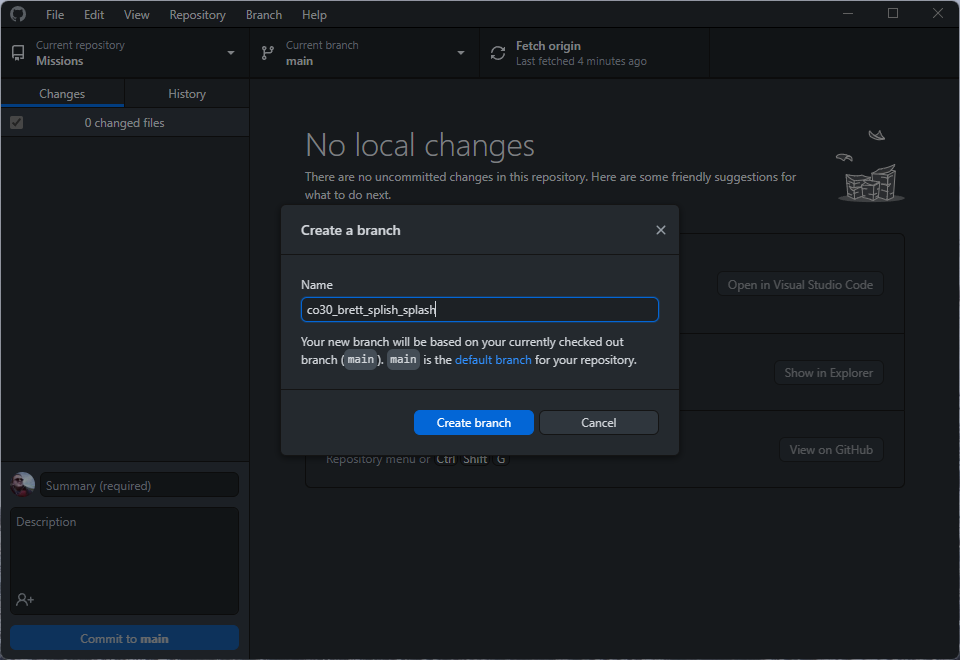 File Edit View Repository Branch Help
Current repository
Missions
Current branch
main
Fetch origin
Last fetched 4 minutes ago
Changes History
0 changed files
No local changes
There are no uncommitted changes in this repository. Here are some friendly suggestions for
what to do next.
Create a branch
Name
co30_brett_splish_splash
Your new branch will be based on your currently checked out
branch (main). main is the default branch for your repository.
Create branch Cancel
Open in Visual Studio Code
Show in Explorer
View on GitHub
Repository menu or Ctrl Shift G
Summary (required)
Description
Commit to main